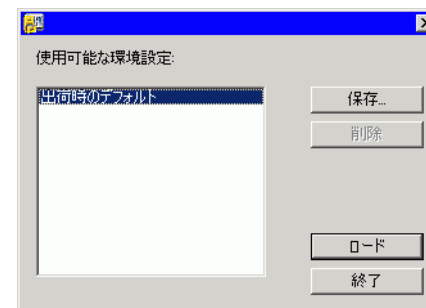 使用可能な環境設定:
出荷時のデフォルト
保存...
削除
ロード
終了